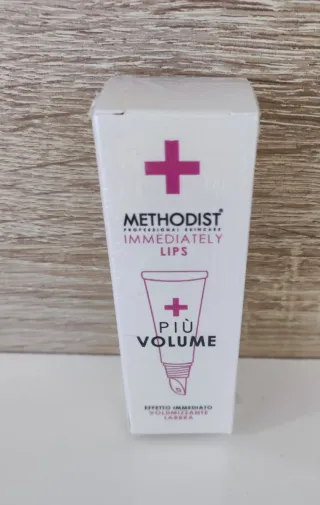 METHODIST®
PROFESSIONAL SKINCARE
IMMEDIATELY
LIPS
PIÙ
VOLUME
EFFETTO IMMEDIATO
VOLUMIZZANTE
LABBRA